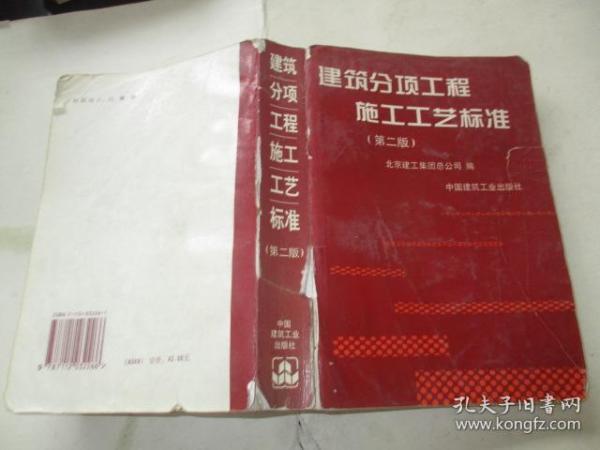 建筑分项工程
施工工艺标准
(第二版)
北京建工集团总公司 编
中国建筑工业出版社
建筑
分项
工程
施工
工艺
标准
(第二版)
中国
建筑工业
出版社
孔夫子旧书网
www.kongfz.com